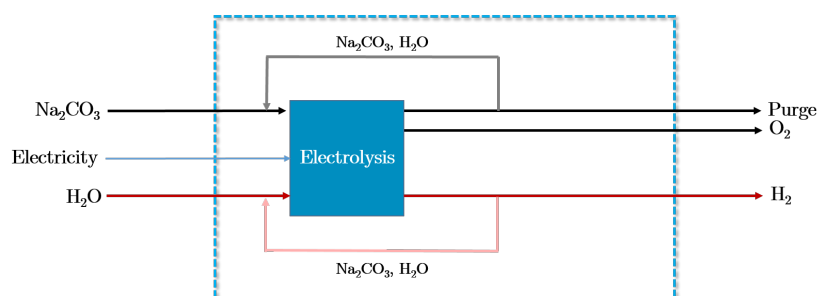 Na₂CO₃, H₂O
Na₂CO₃
Purge
O₂
Electricity
Electrolysis
H₂O
H₂
Na₂CO₃, H₂O